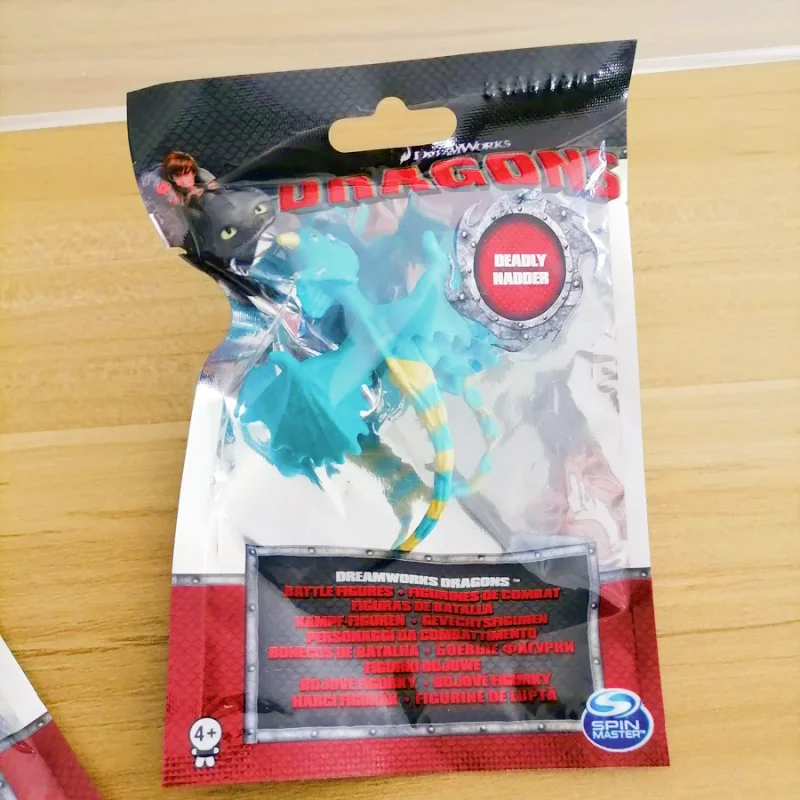 DREAMWORKS
DRAGONS
DEADLY
NADDER
DREAMWORKS DRAGONS™
BATTLE FIGURES • FIGURINES DE COMBAT
FIGURAS DE BATALLA
KAMPF-FIGUREN • GEVECHTSFIGUREN
PERSONAGGI DA COMBATTIMENTO
BONECOS DE BATALHA • БОЕВЫЕ ФИГУРКИ
FIGURKI BOJOWE
BOJOVÉ FIGURKY • BOJOVÉ FIGÚRKY
HARCI FIGURÁK • FIGURINE DE LUPTĂ
4+
SPIN
MASTER™